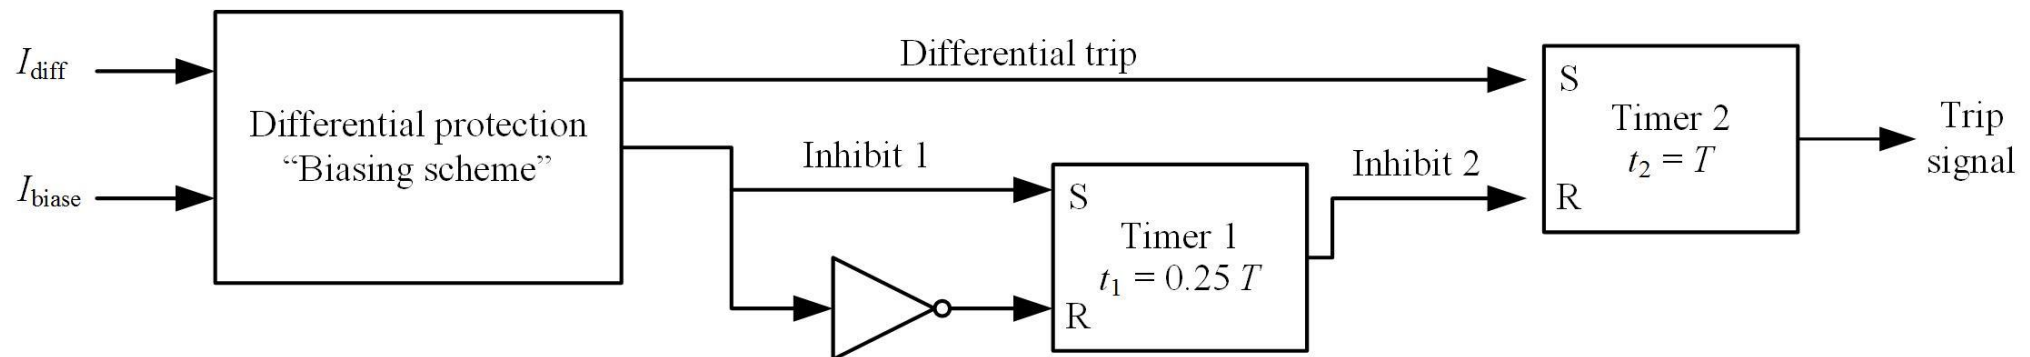 I_diff
I_biase
Differential protection
“Biasing scheme”
Differential trip
Inhibit 1
S
Timer 1
t_1 = 0.25 T
R
Inhibit 2
S
Timer 2
t_2 = T
R
Trip
signal